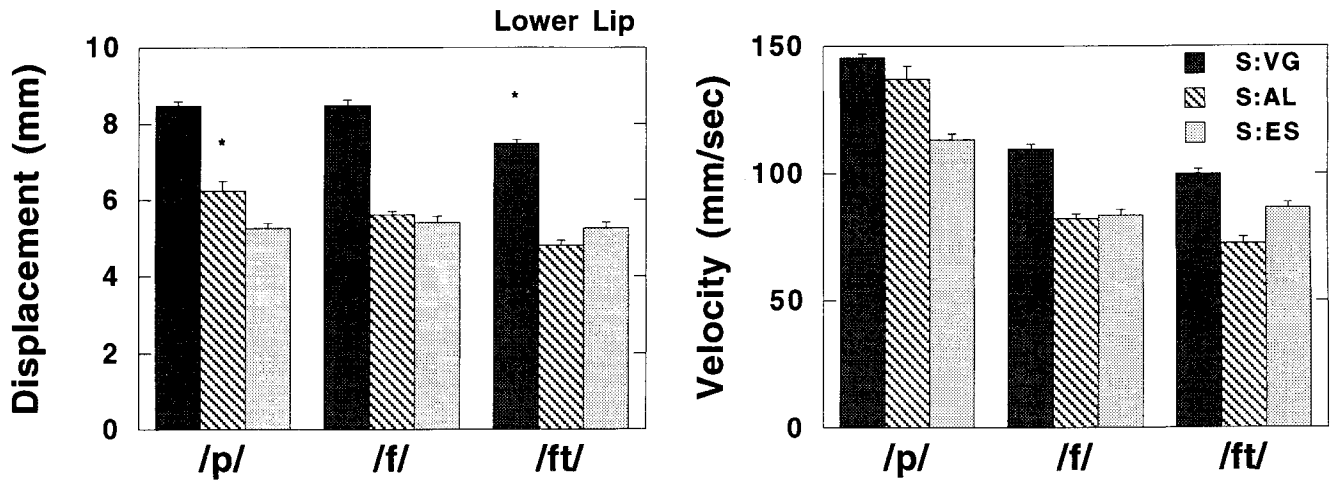 Lower Lip
Displacement (mm)
10
8
6
4
2
0
*
*
/p/
/f/
/ft/
Velocity (mm/sec)
150
100
50
0
S:VG
S:AL
S:ES
/p/
/f/
/ft/